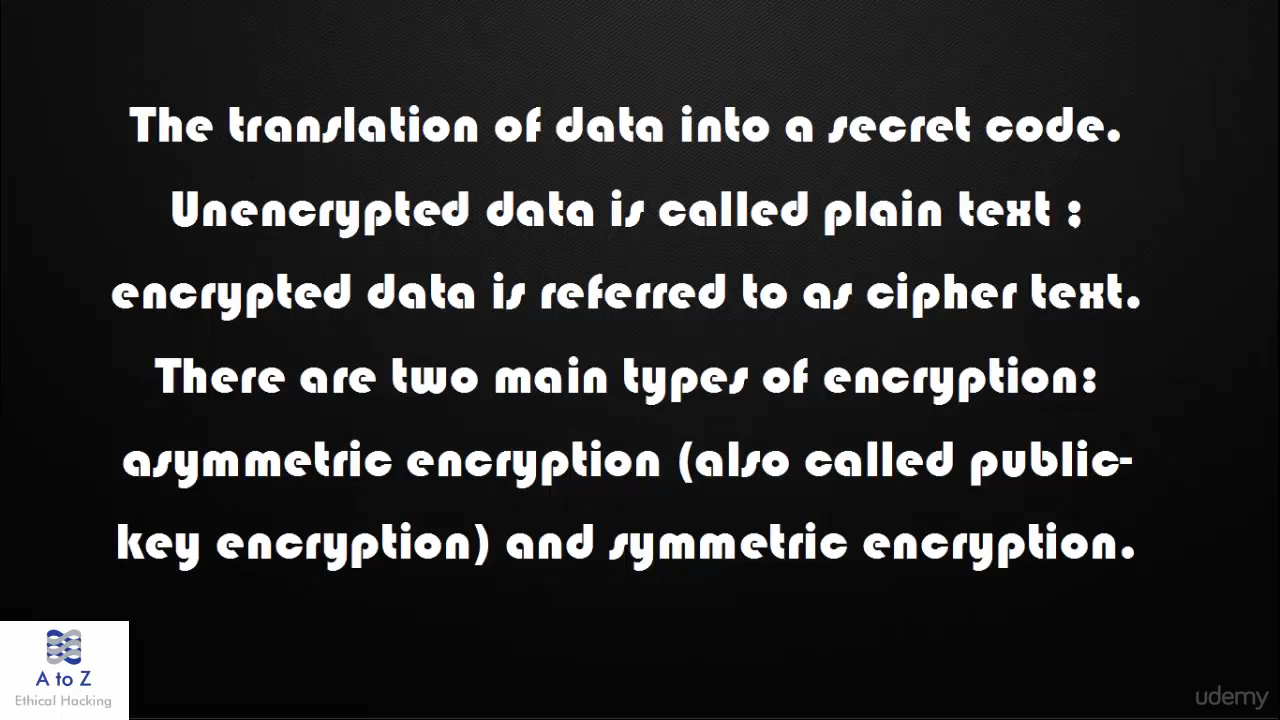 The translation of data into a secret code.
Unencrypted data is called plain text ;
encrypted data is referred to as cipher text.
There are two main types of encryption:
asymmetric encryption (also called public-
key encryption) and symmetric encryption.
A to Z
Ethical Hacking
udemy